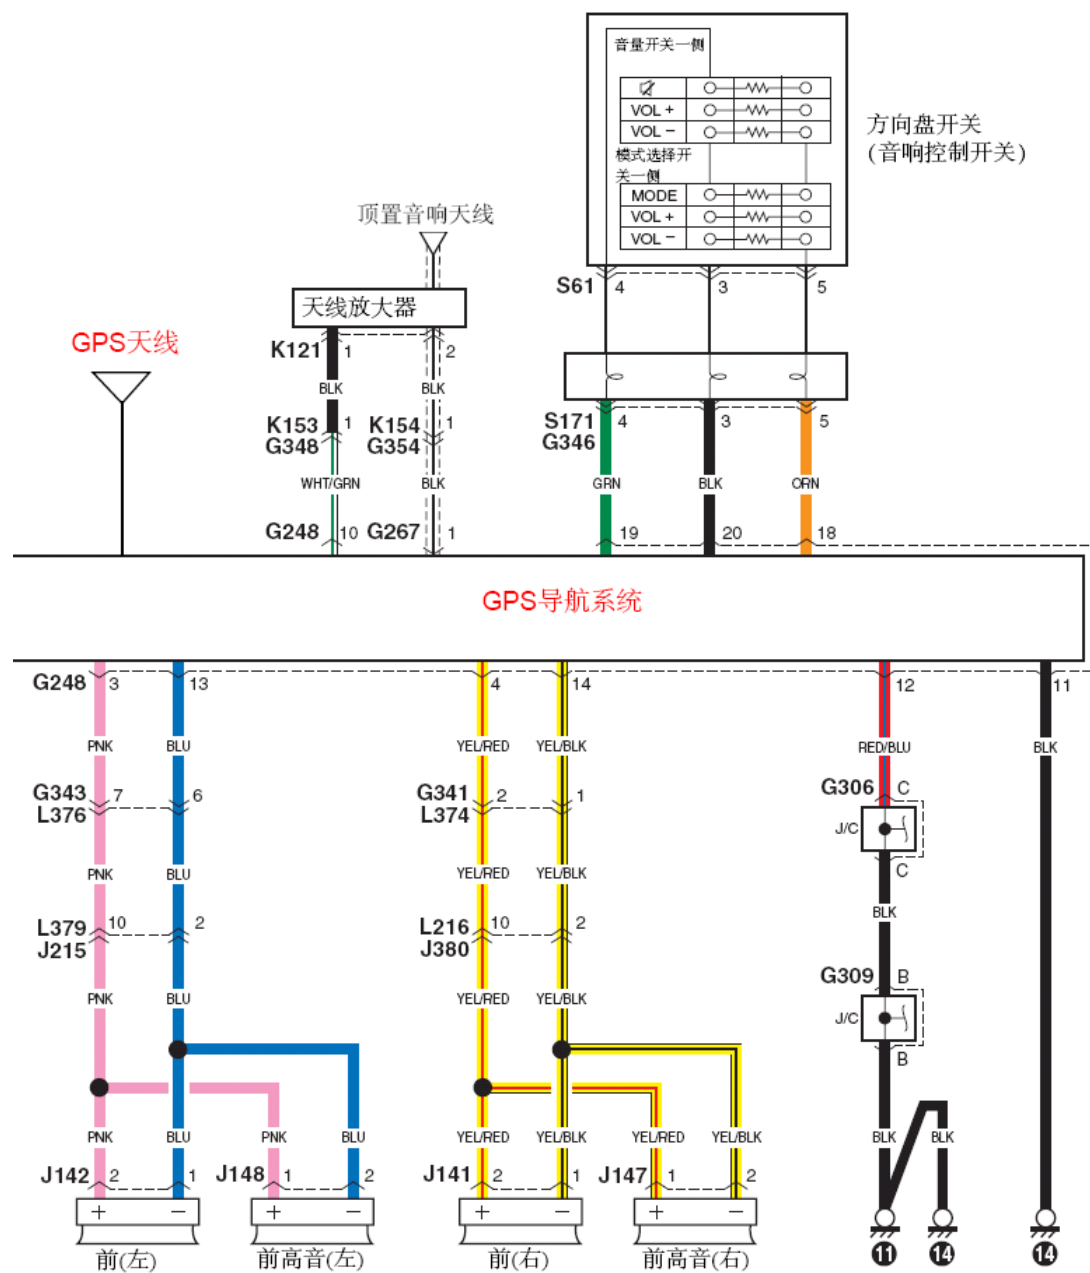 音量开关一侧
VOL +
VOL −
模式选择开
关一侧
MODE
VOL +
VOL −
方向盘开关
(音响控制开关)
顶置音响天线
S61 4 3 5
天线放大器
GPS天线
K121 1 2
BLK BLK
K153 1 K154 1
G348 G354
S171 4 3 5
G346
WHT/GRN BLK GRN BLK ORN
G248 10 G267 1 19 20 18
GPS导航系统
G248 3 13 4 14 12 11
PNK BLU YEL/RED YEL/BLK RED/BLU BLK
G343 7 6 G341 2 1 G306 C
L376 L374
J/C
C
PNK BLU YEL/RED YEL/BLK
BLK
L379 10 2 L216 10 2
J215 J380
G309 B
PNK BLU YEL/RED YEL/BLK
J/C
B
PNK BLU PNK BLU YEL/RED YEL/BLK YEL/RED YEL/BLK BLK BLK
J142 2 1 J148 1 2 J141 2 1 J147 1 2
+ − + − + − + −
前(左) 前高音(左) 前(右) 前高音(右) 11 14 14